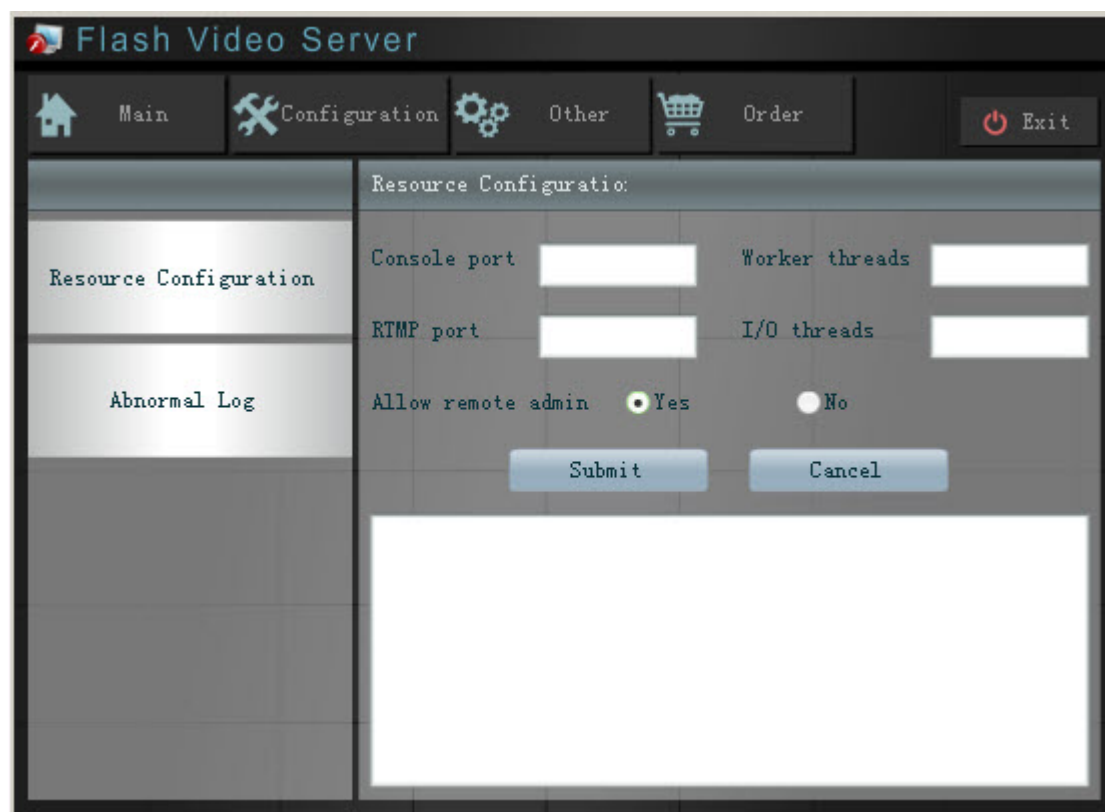 Flash Video Server
Main Configuration Other Order Exit
Resource Configuratio:
Resource Configuration
Abnormal Log
Console port Worker threads
RTMP port I/O threads
Allow remote admin Yes No
Submit Cancel